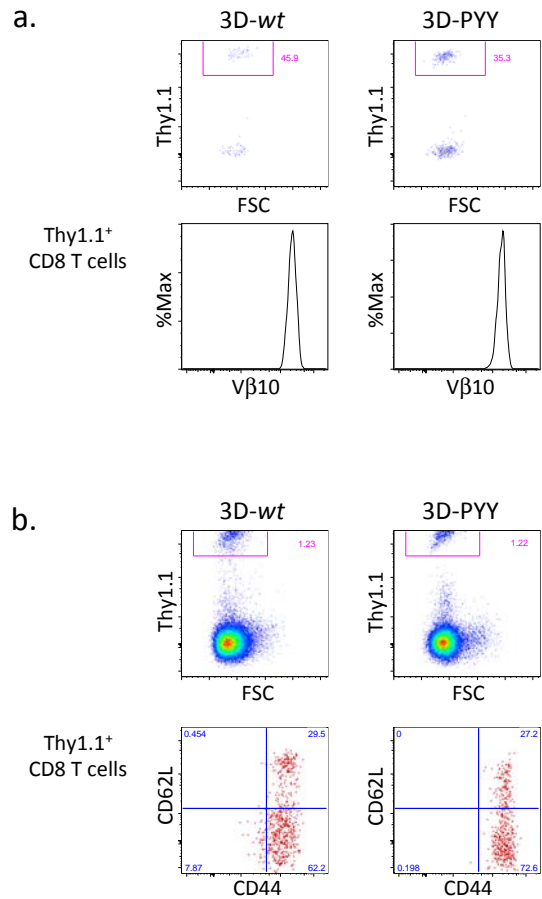 a.
3D-wt
3D-PYY
Thy1.1
45.9
Thy1.1
35.3
FSC
FSC
Thy1.1⁺
CD8 T cells
%Max
%Max
Vβ10
Vβ10
b.
3D-wt
3D-PYY
Thy1.1
1.23
Thy1.1
1.22
FSC
FSC
Thy1.1⁺
CD8 T cells
CD62L
0.454
29.5
7.87
62.2
CD62L
0
27.2
0.198
72.6
CD44
CD44